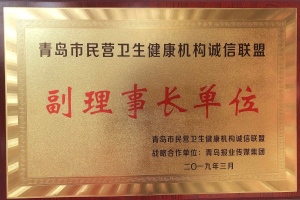 青岛市民营卫生健康机构诚信联盟
副理事长单位
青岛市民营卫生健康机构诚信联盟
战略合作单位：青岛报业传媒集团
二〇一九年三月